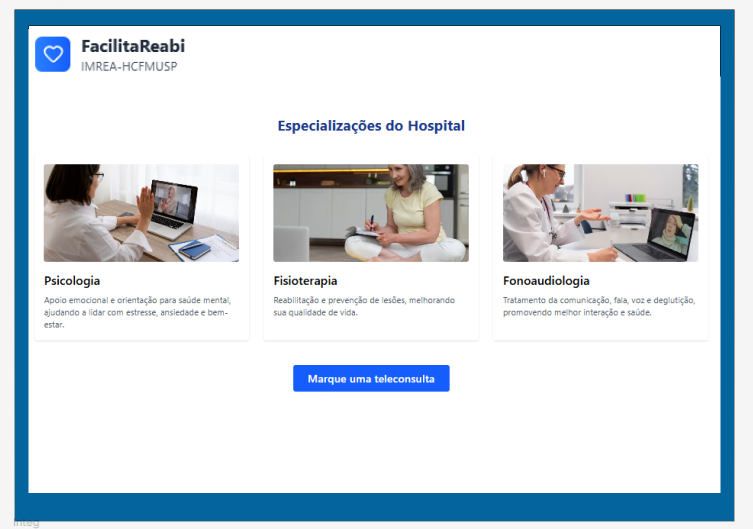 FacilitaReabi
IMREA-HCFMUSP
Especializações do Hospital
Psicologia
Apoio emocional e orientação para saúde mental,
ajudando a lidar com estresse, ansiedade e bem-
estar.
Fisioterapia
Reabilitação e prevenção de lesões, melhorando
sua qualidade de vida.
Fonoaudiologia
Tratamento da comunicação, fala, voz e deglutição,
promovendo melhor interação e saúde.
Marque uma teleconsulta
Integ